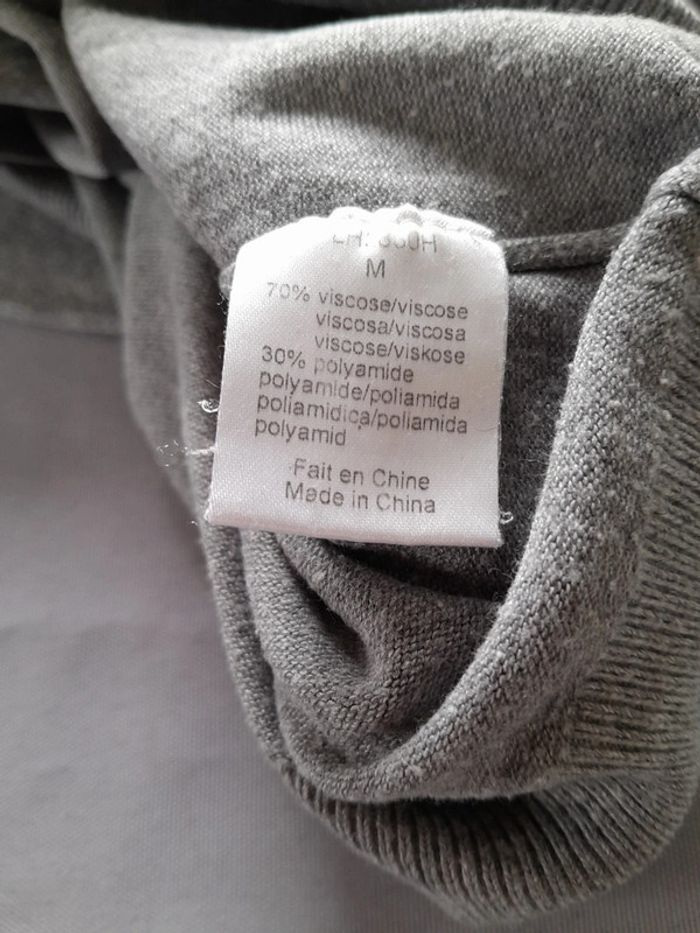 M
70% viscose/viscose
viscosa/viscosa
viscose/viskose
30% polyamide
polyamide/poliamida
poliamidica/poliamida
polyamid
Fait en Chine
Made in China